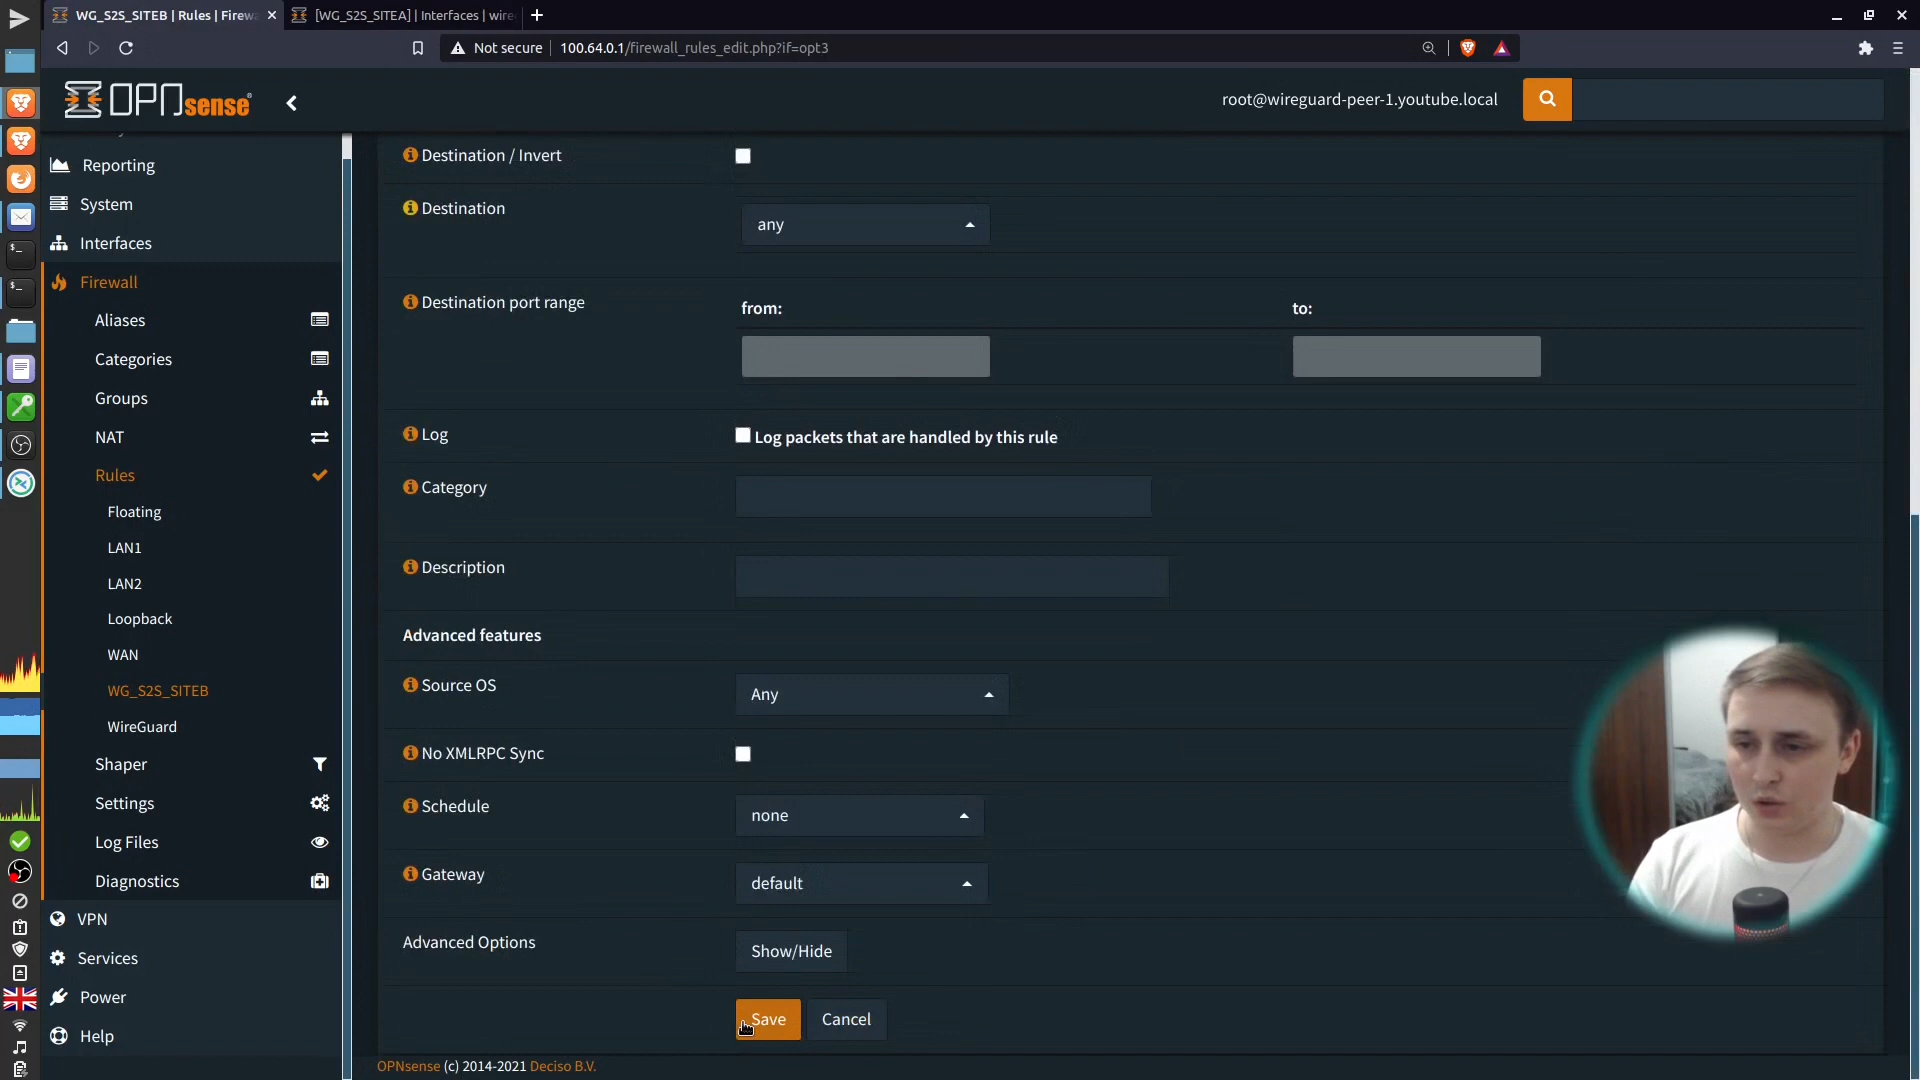 WG_S2S_SITEB | Rules | Firew
[WG_S2S_SITEA] | Interfaces | wire
Not secure
100.64.0.1/firewall_rules_edit.php?if=opt3
OPNsense
root@wireguard-peer-1.youtube.local
Reporting
System
Interfaces
Firewall
Aliases
Categories
Groups
NAT
Rules
Floating
LAN1
LAN2
Loopback
WAN
WG_S2S_SITEB
WireGuard
Shaper
Settings
Log Files
Diagnostics
VPN
Services
Power
Help
Destination / Invert
Destination
any
Destination port range
from:
to:
Log
Log packets that are handled by this rule
Category
Description
Advanced features
Source OS
Any
No XMLRPC Sync
Schedule
none
Gateway
default
Advanced Options
Show/Hide
Save
Cancel
OPNsense (c) 2014-2021 Deciso B.V.